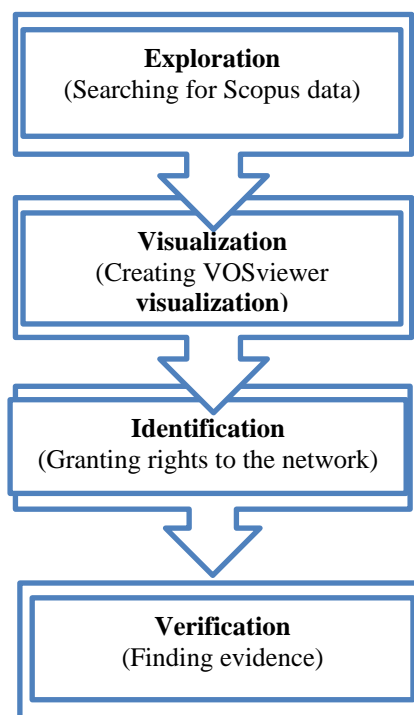 Exploration
(Searching for Scopus data)
Visualization
(Creating VOSviewer
visualization)
Identification
(Granting rights to the network)
Verification
(Finding evidence)